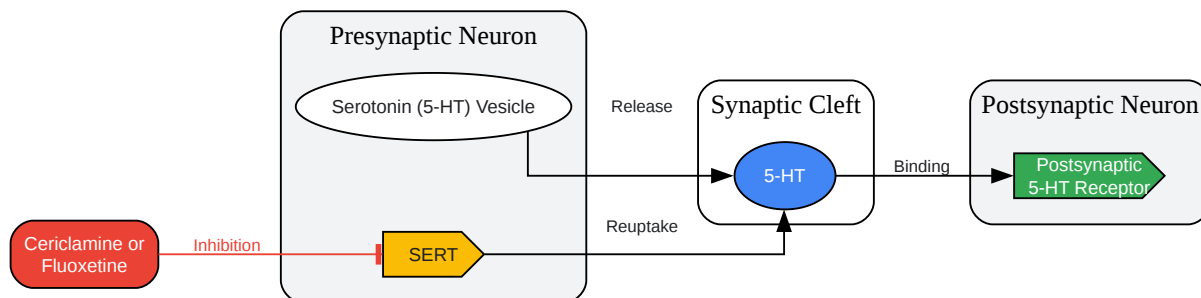 Presynaptic Neuron
Serotonin (5-HT) Vesicle
Release
Synaptic Cleft
Postsynaptic Neuron
5-HT
Binding
Postsynaptic
5-HT Receptor
Reuptake
Cericlamine or
Fluoxetine
Inhibition
SERT